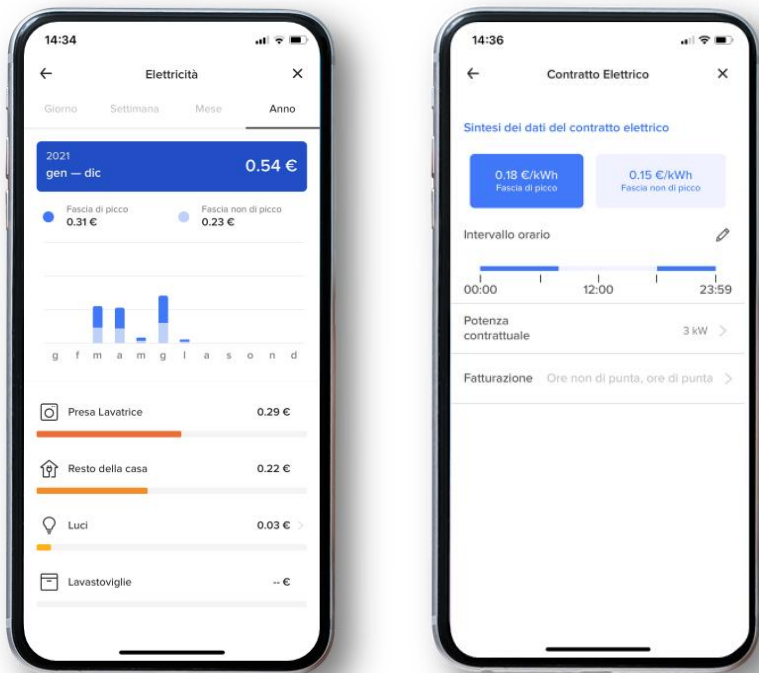 14:34
Elettricità
Giorno Settimana Mese Anno
2021
gen — dic
0.54 €
Fascia di picco
0.31 €
Fascia non di picco
0.23 €
g f m a m g l a s o n d
Presa Lavatrice 0.29 €
Resto della casa 0.22 €
Luci 0.03 €
Lavastoviglie -- €
14:36
Contratto Elettrico
Sintesi dei dati del contratto elettrico
0.18 €/kWh
Fascia di picco
0.15 €/kWh
Fascia non di picco
Intervallo orario
00:00 12:00 23:59
Potenza
contrattuale
3 kW
Fatturazione Ore non di punta, ore di punta